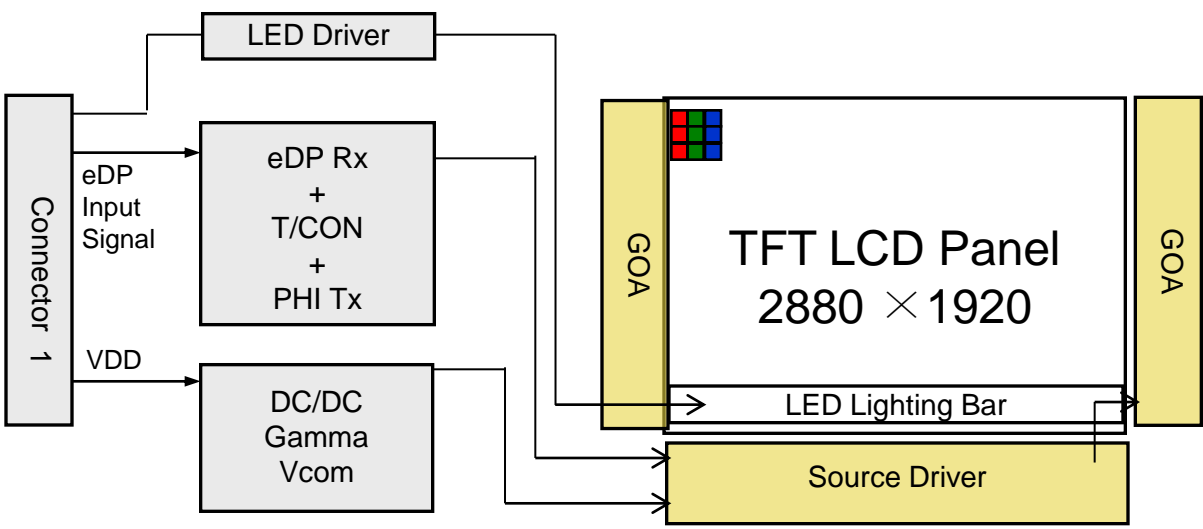 LED Driver
eDP
Input
Signal
eDP Rx
+
T/CON
+
PHI Tx
Connector 1
VDD
DC/DC
Gamma
Vcom
GOA
TFT LCD Panel
2880 ×1920
GOA
LED Lighting Bar
Source Driver